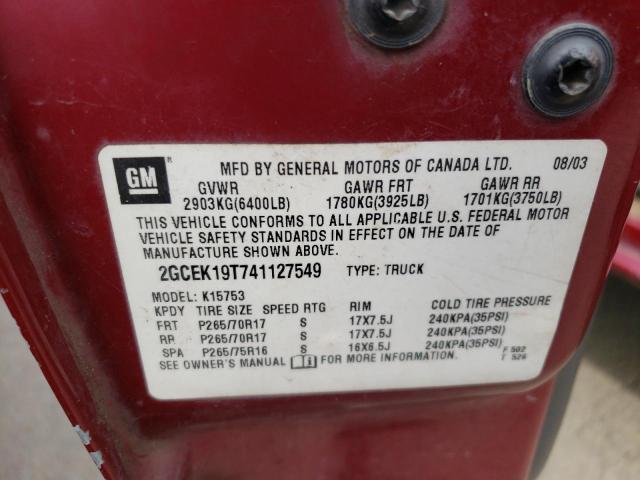 GM ® MFD BY GENERAL MOTORS OF CANADA LTD. 08/03
GVWR GAWR FRT GAWR RR
2903KG(6400LB) 1780KG(3925LB) 1701KG(3750LB)
THIS VEHICLE CONFORMS TO ALL APPLICABLE U.S. FEDERAL MOTOR
VEHICLE SAFETY STANDARDS IN EFFECT ON THE DATE OF
MANUFACTURE SHOWN ABOVE.
2GCEK19T741127549 TYPE: TRUCK
MODEL: K15753
KPDY TIRE SIZE SPEED RTG RIM COLD TIRE PRESSURE
FRT P265/70R17 S 17X7.5J 240KPA(35PSI)
RR P265/70R17 S 17X7.5J 240KPA(35PSI)
SPA P265/75R16 S 16X6.5J 240KPA(35PSI) F 502
SEE OWNER'S MANUAL FOR MORE INFORMATION. T 526